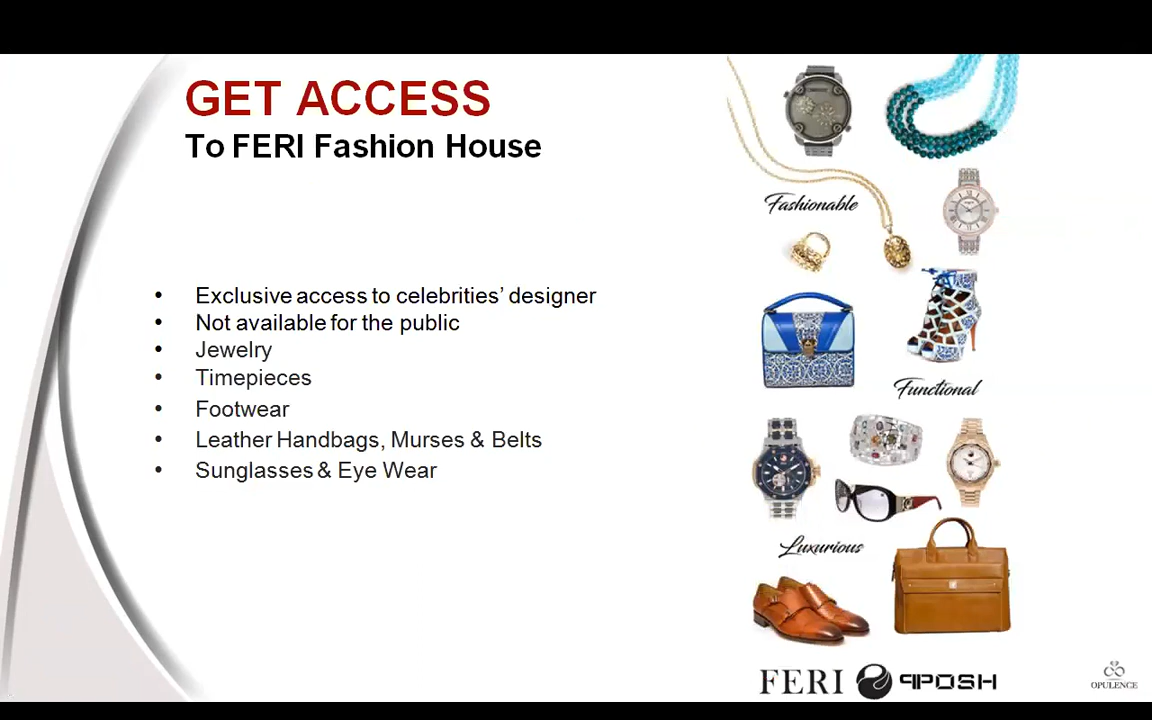 GET ACCESS
To FERI Fashion House
• Exclusive access to celebrities’ designer
• Not available for the public
• Jewelry
• Timepieces
• Footwear
• Leather Handbags, Murses & Belts
• Sunglasses & Eye Wear
Fashionable
Functional
Luxurious
FERI POSH
OPULENCE